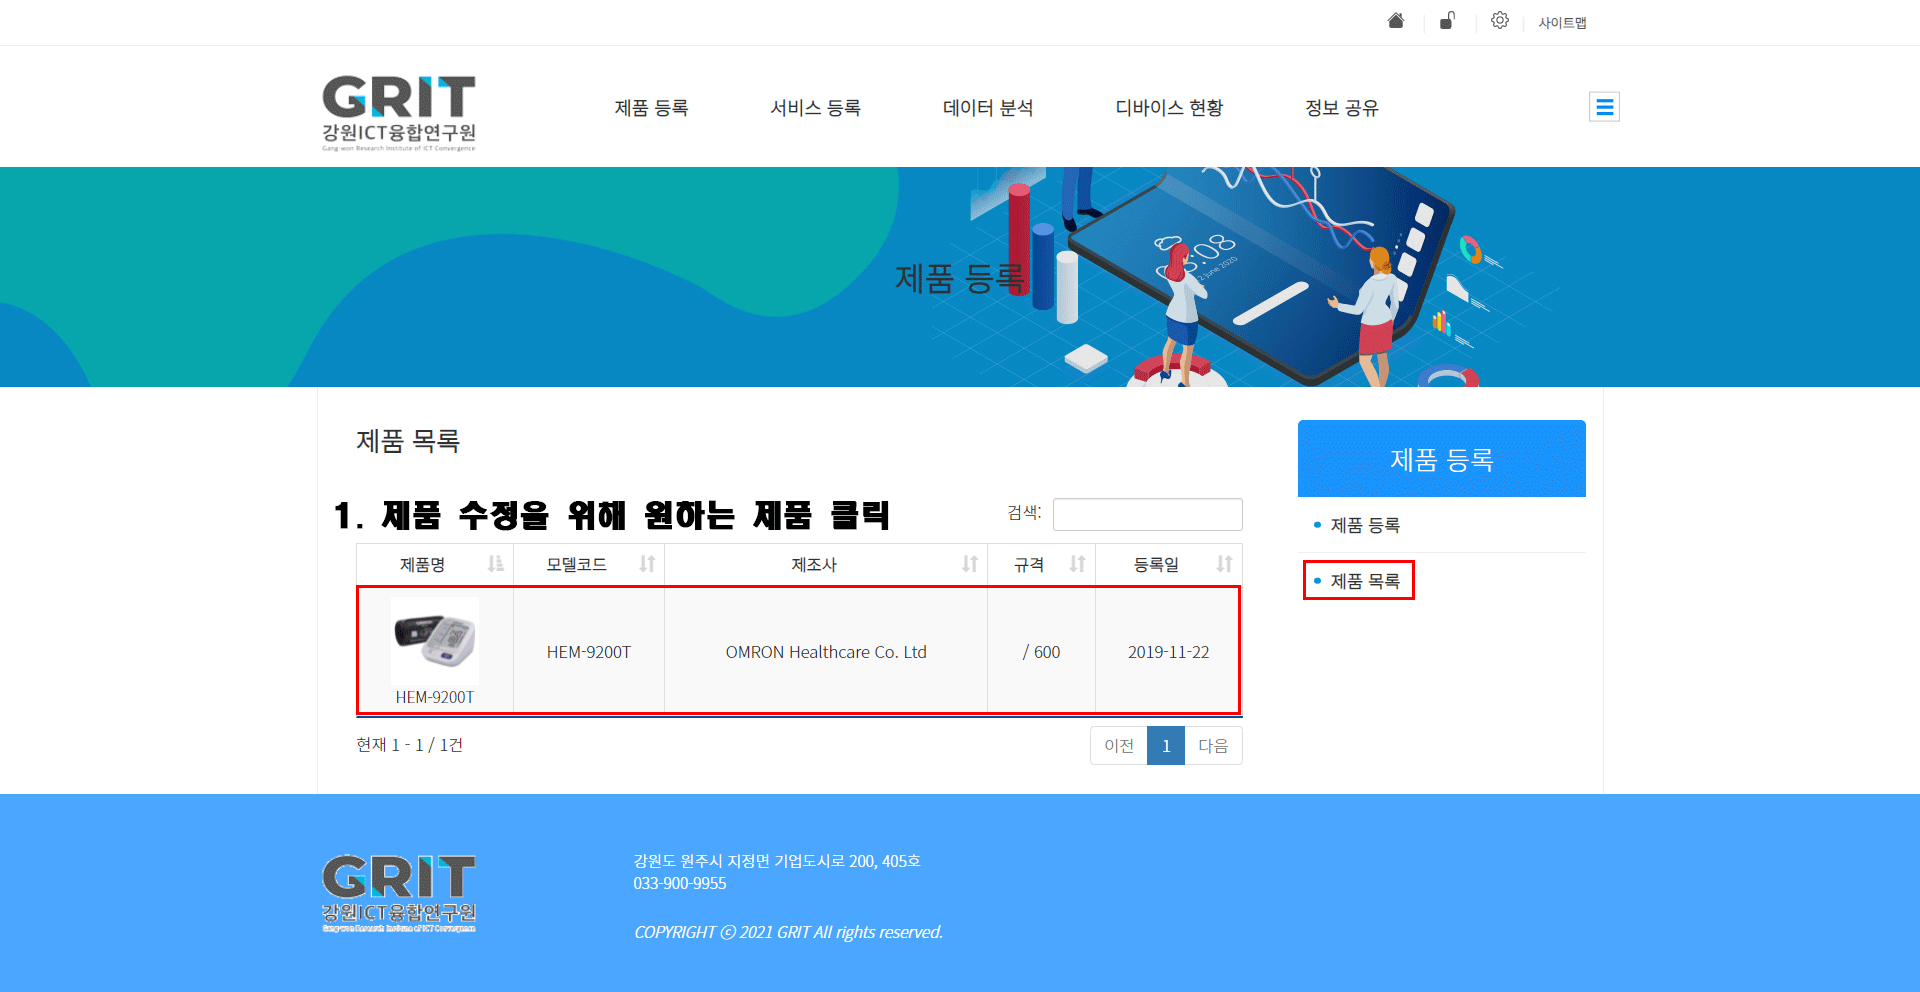 사이트맵
GRIT
강원ICT융합연구원
Gang-won Research Institute of ICT Convergence
제품 등록
서비스 등록
데이터 분석
디바이스 현황
정보 공유
제품 등록
제품 목록
1. 제품 수정을 위해 원하는 제품 클릭
검색:
제품명 모델코드 제조사 규격 등록일
HEM-9200T
HEM-9200T OMRON Healthcare Co. Ltd / 600 2019-11-22
현재 1 - 1 / 1건
이전 1 다음
제품 등록
제품 등록
제품 목록
GRIT
강원ICT융합연구원
Gang-won Research Institute of ICT Convergence
강원도 원주시 지정면 기업도시로 200, 405호
033-900-9955
COPYRIGHT ⓒ 2021 GRIT All rights reserved.